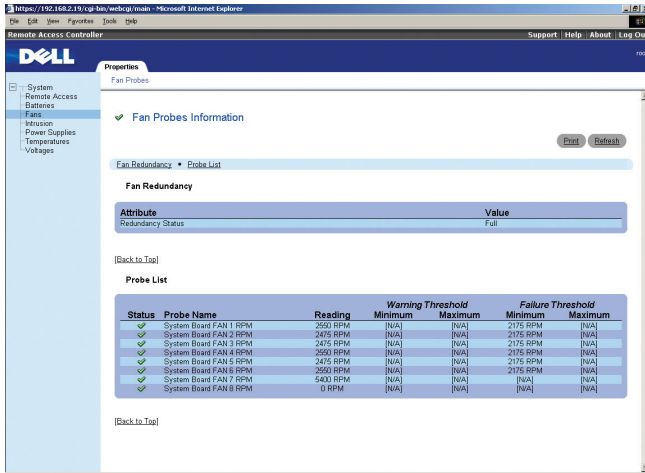 https://192.168.2.19/cgi-bin/webcgi/main - Microsoft Internet Explorer
File Edit View Favorites Tools Help
Remote Access Controller
Support | Help | About | Log Ou
DELL
roo
Properties
Fan Probes
System
Remote Access
Batteries
Fans
Intrusion
Power Supplies
Temperatures
Voltages
Fan Probes Information
Print Refresh
Fan Redundancy • Probe List
Fan Redundancy
Attribute Value
Redundancy Status Full
[Back to Top]
Probe List
Warning Threshold Failure Threshold
Status Probe Name Reading Minimum Maximum Minimum Maximum
System Board FAN 1 RPM 2550 RPM [N/A] [N/A] 2175 RPM [N/A]
System Board FAN 2 RPM 2475 RPM [N/A] [N/A] 2175 RPM [N/A]
System Board FAN 3 RPM 2475 RPM [N/A] [N/A] 2175 RPM [N/A]
System Board FAN 4 RPM 2550 RPM [N/A] [N/A] 2175 RPM [N/A]
System Board FAN 5 RPM 2475 RPM [N/A] [N/A] 2175 RPM [N/A]
System Board FAN 6 RPM 2550 RPM [N/A] [N/A] 2175 RPM [N/A]
System Board FAN 7 RPM 5400 RPM [N/A] [N/A] [N/A] [N/A]
System Board FAN 8 RPM 0 RPM [N/A] [N/A] [N/A] [N/A]
[Back to Top]